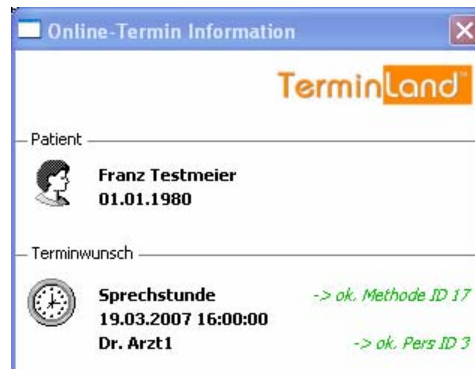 Online-Termin Information
TerminLand
Patient
Franz Testmeier
01.01.1980
Terminwunsch
Sprechstunde -> ok. Methode ID 17
19.03.2007 16:00:00
Dr. Arzt1 -> ok. Pers ID 3